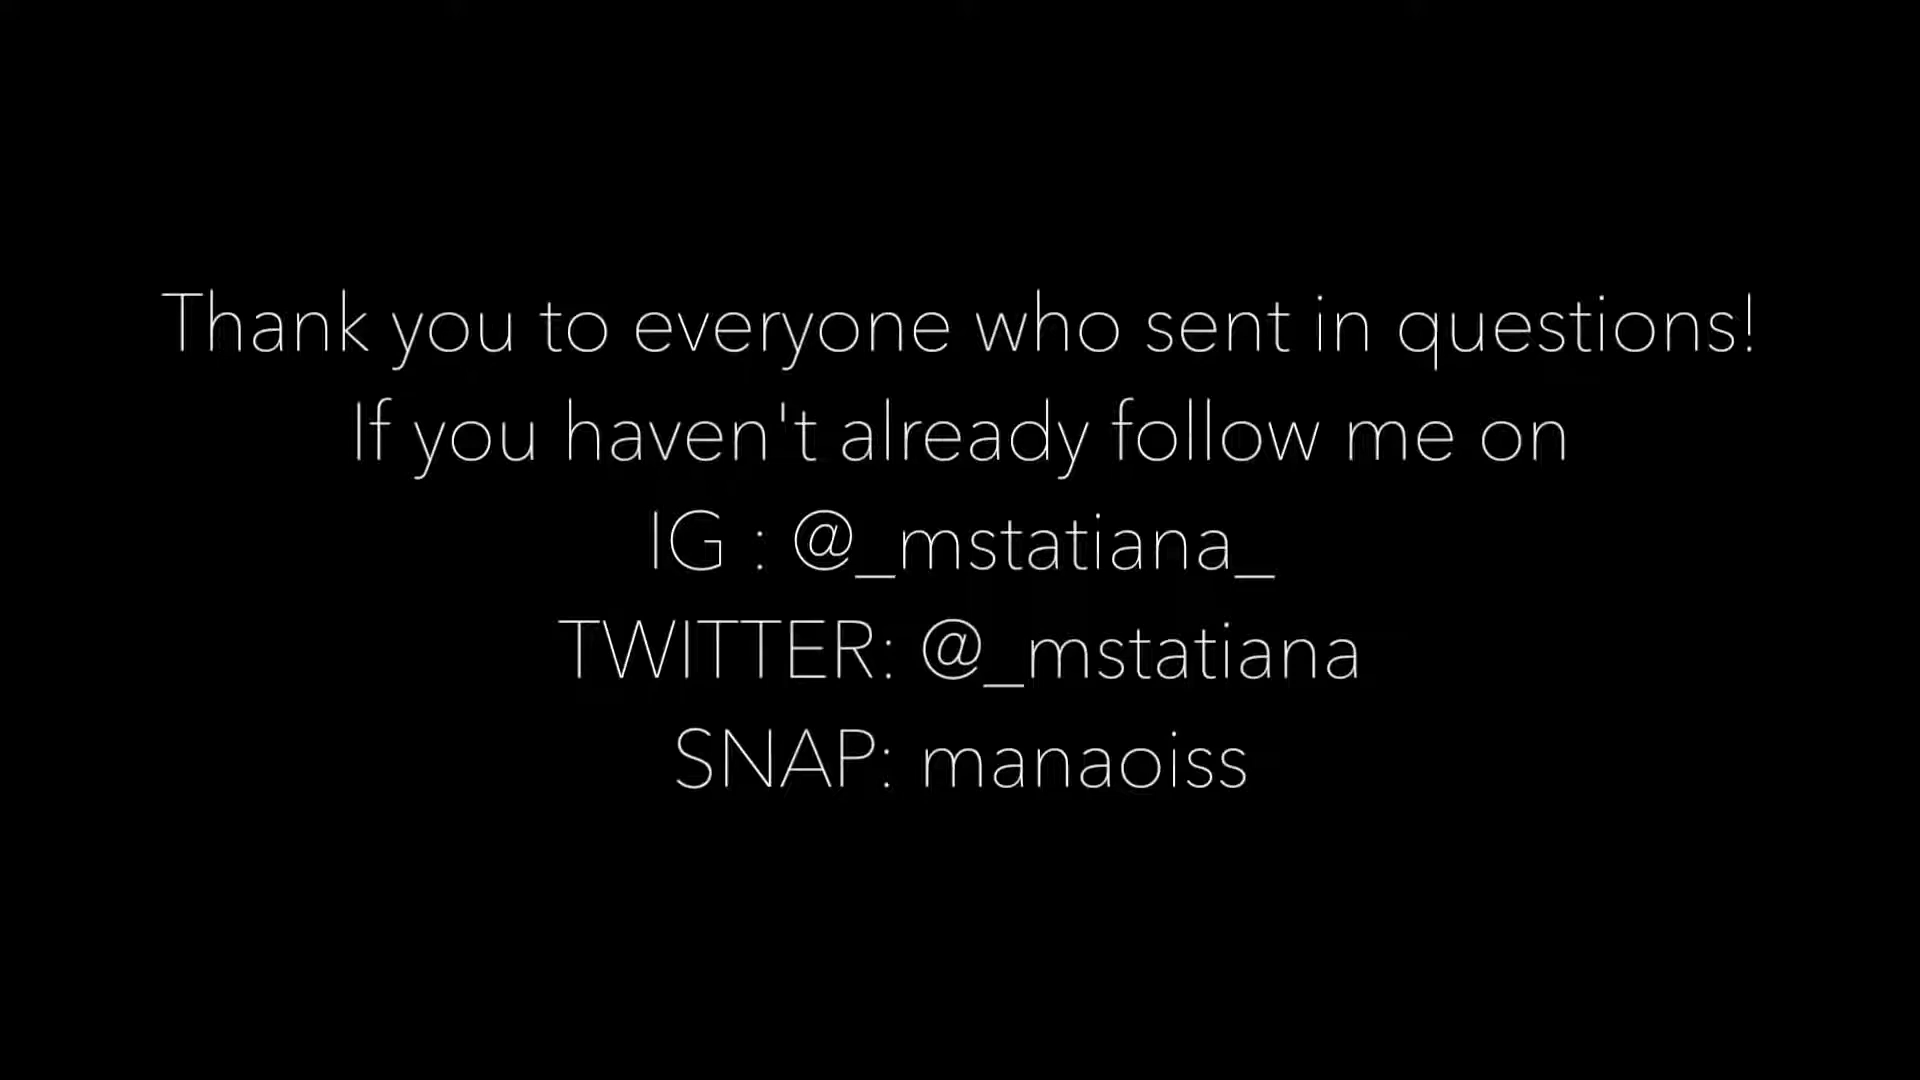 Thank you to everyone who sent in questions!
If you haven't already follow me on
IG : @_mstatiana_
TWITTER: @_mstatiana
SNAP: manaoiss